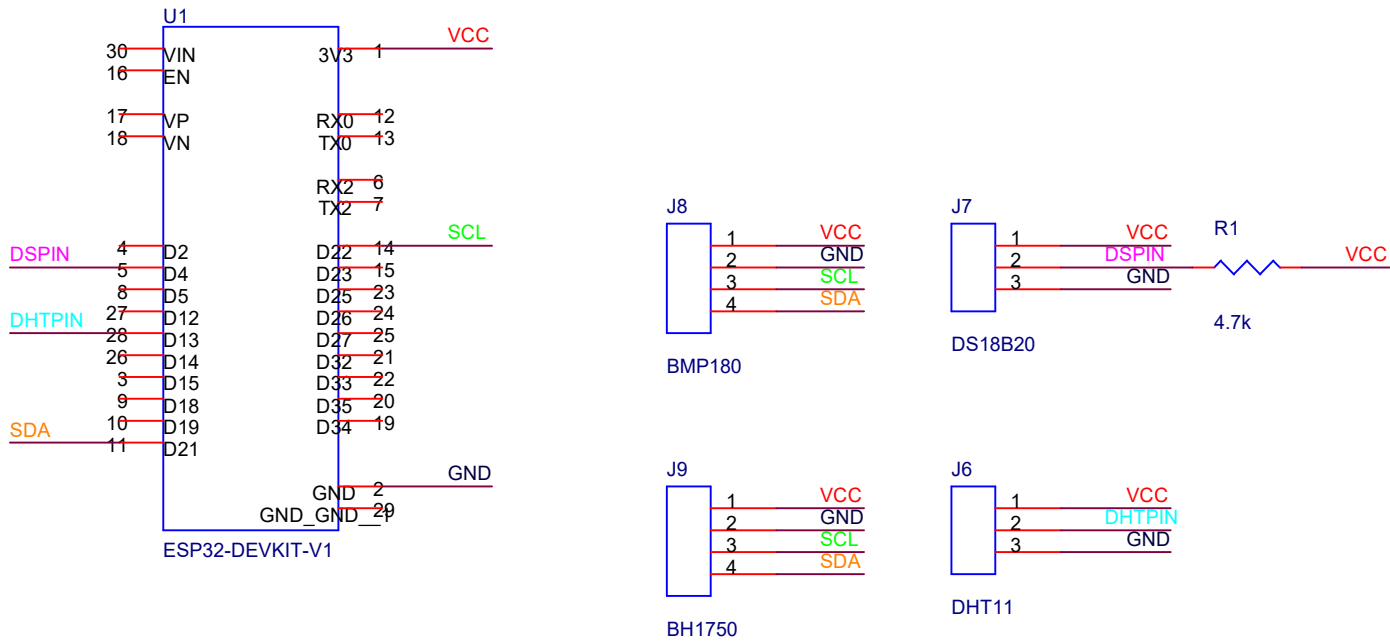 U1
VCC
30 VIN 3V3 1
16 EN
17 VP RX0 12
18 VN TX0 13
RX2 6
TX2 7
SCL
4 D2 D22 14
DSPIN 5 D4 D23 15
8 D5 D25 23
27 D12 D26 24
DHTPIN 28 D13 D27 25
26 D14 D32 21
3 D15 D33 22
9 D18 D35 20
10 D19 D34 19
SDA 11 D21
GND
GND 2
GND_GND__1 29
ESP32-DEVKIT-V1
J8
1 VCC
2 GND
3 SCL
4 SDA
BMP180
J7
1 VCC
2 DSPIN
3 GND
DS18B20
R1
VCC
4.7k
J9
1 VCC
2 GND
3 SCL
4 SDA
BH1750
J6
1 VCC
2 DHTPIN
3 GND
DHT11